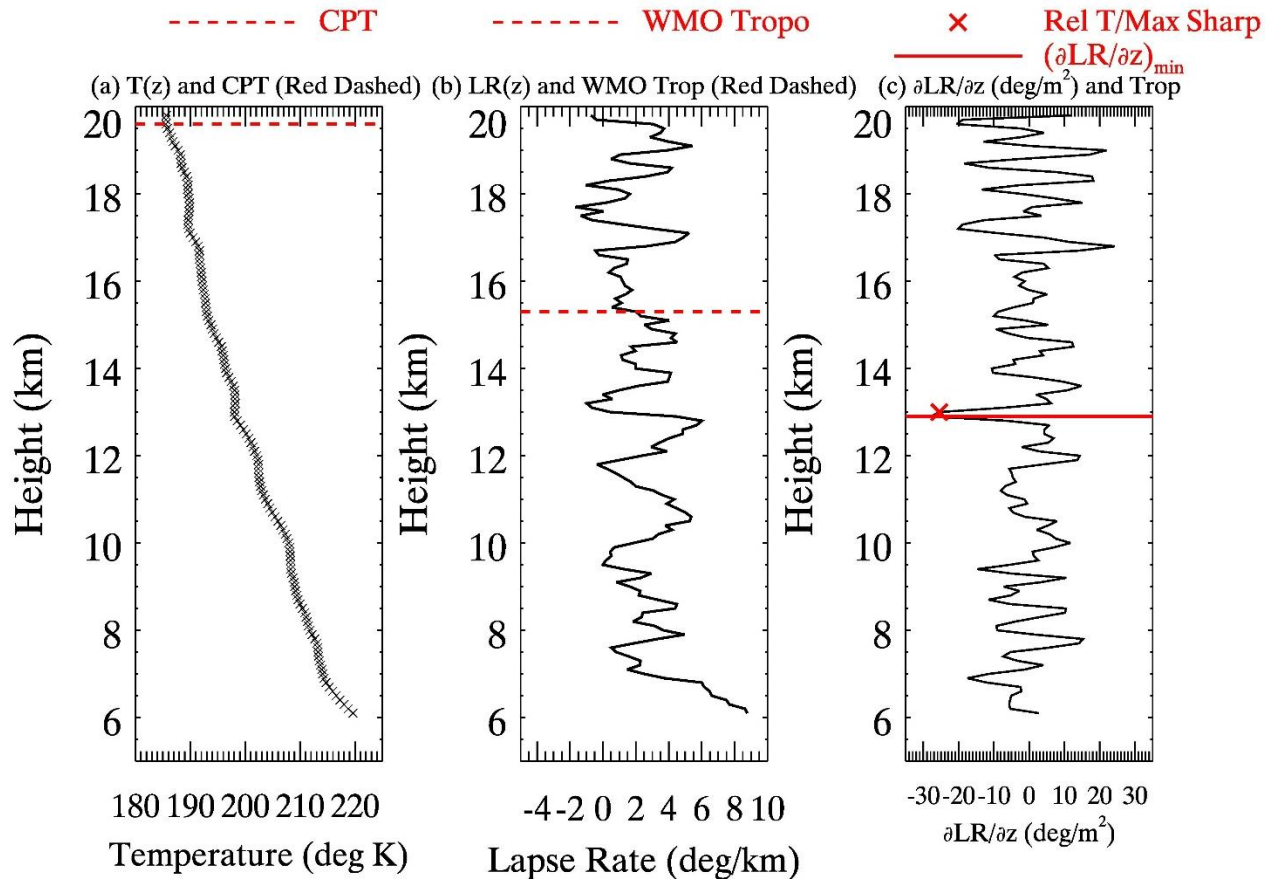 CPT
WMO Tropo
Rel T/Max Sharp
(∂LR/∂z)min
(a) T(z) and CPT (Red Dashed)
(b) LR(z) and WMO Trop (Red Dashed)
(c) ∂LR/∂z (deg/m²) and Trop
Height (km)
20
18
16
14
12
10
8
6
180 190 200 210 220
Temperature (deg K)
Height (km)
20
18
16
14
12
10
8
6
-4 -2 0 2 4 6 8 10
Lapse Rate (deg/km)
Height (km)
20
18
16
14
12
10
8
6
-30 -20 -10 0 10 20 30
∂LR/∂z (deg/m²)